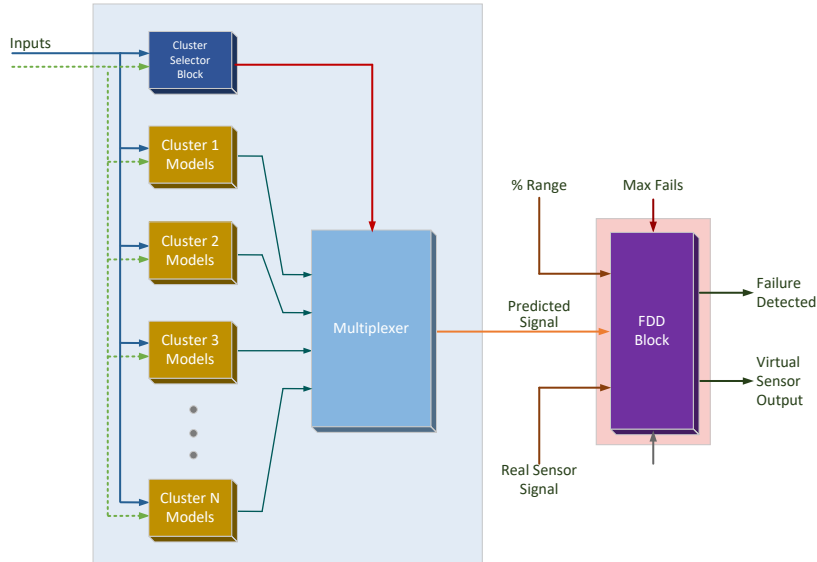 Inputs
Cluster
Selector
Block
Cluster 1
Models
Cluster 2
Models
Cluster 3
Models
Cluster N
Models
Multiplexer
% Range
Max Fails
Predicted
Signal
Real Sensor
Signal
FDD
Block
Failure
Detected
Virtual
Sensor
Output